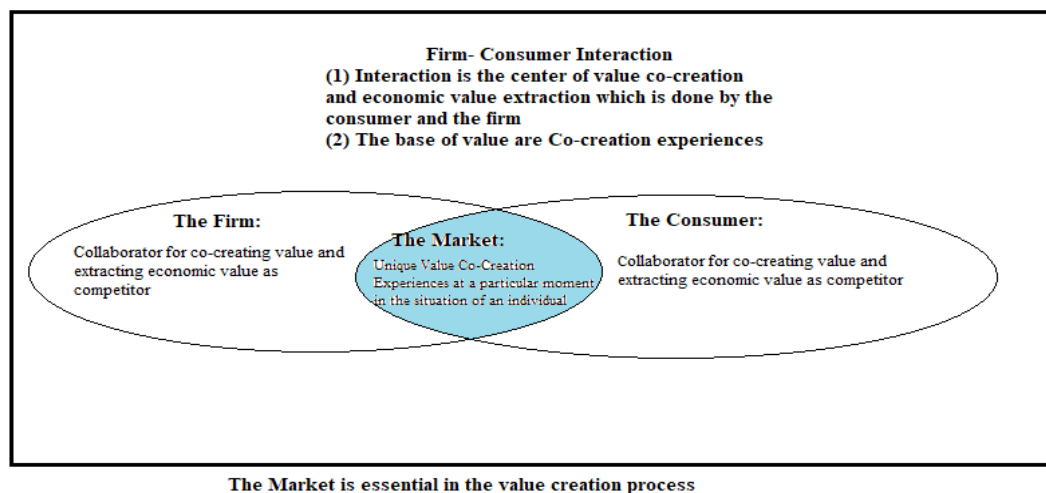 Firm- Consumer Interaction
(1) Interaction is the center of value co-creation
and economic value extraction which is done by the
consumer and the firm
(2) The base of value are Co-creation experiences
The Firm:
Collaborator for co-creating value and
extracting economic value as
competitor
The Market:
Unique Value Co-Creation
Experiences at a particular moment
in the situation of an individual
The Consumer:
Collaborator for co-creating value and
extracting economic value as competitor
The Market is essential in the value creation process